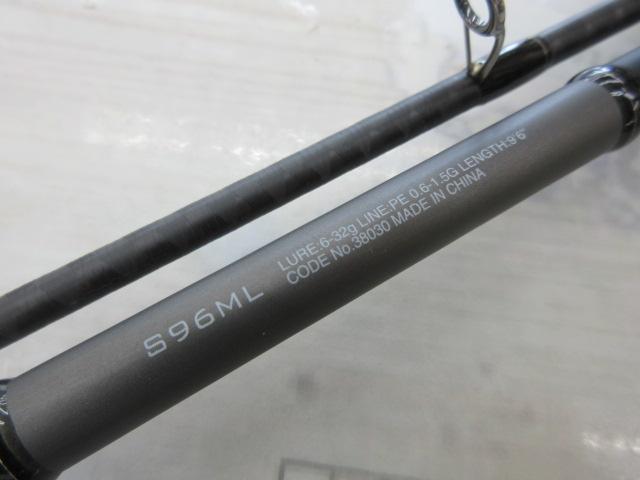 S96ML
LURE:6-32g LINE:PE 0.6-1.5G LENGTH:9'6"
CODE No.38030 MADE IN CHINA